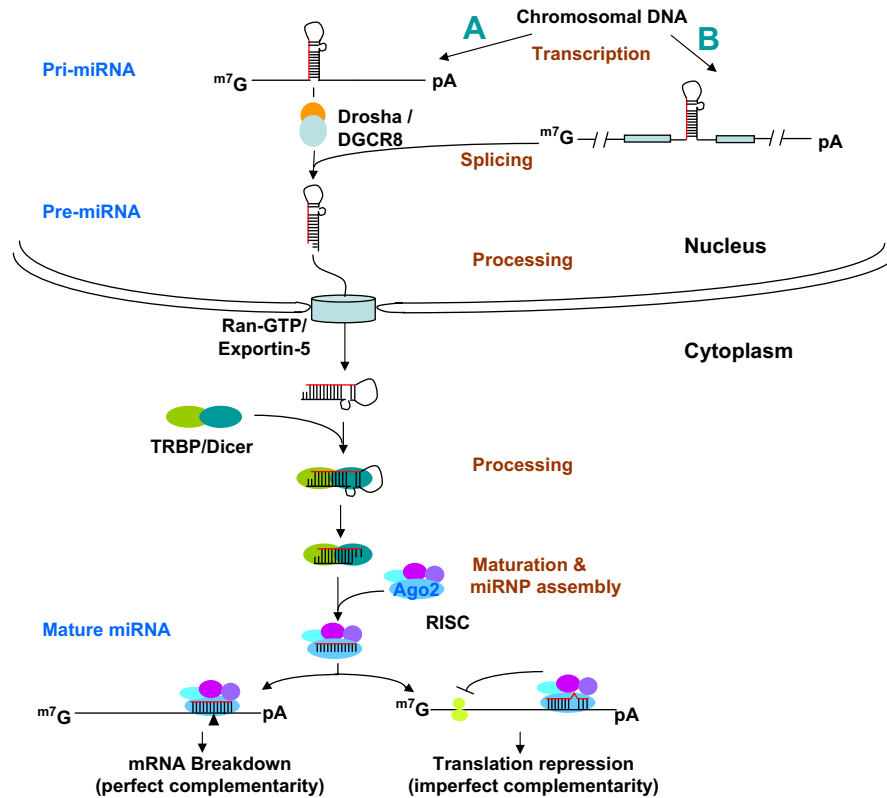 Chromosomal DNA
A
B
Transcription
Pri-miRNA
m7G
pA
Drosha /
DGCR8
m7G
pA
Splicing
Pre-miRNA
Nucleus
Processing
Ran-GTP/
Exportin-5
Cytoplasm
TRBP/Dicer
Processing
Maturation &
miRNP assembly
Ago2
RISC
Mature miRNA
m7G
pA
m7G
pA
mRNA Breakdown
(perfect complementarity)
Translation repression
(imperfect complementarity)